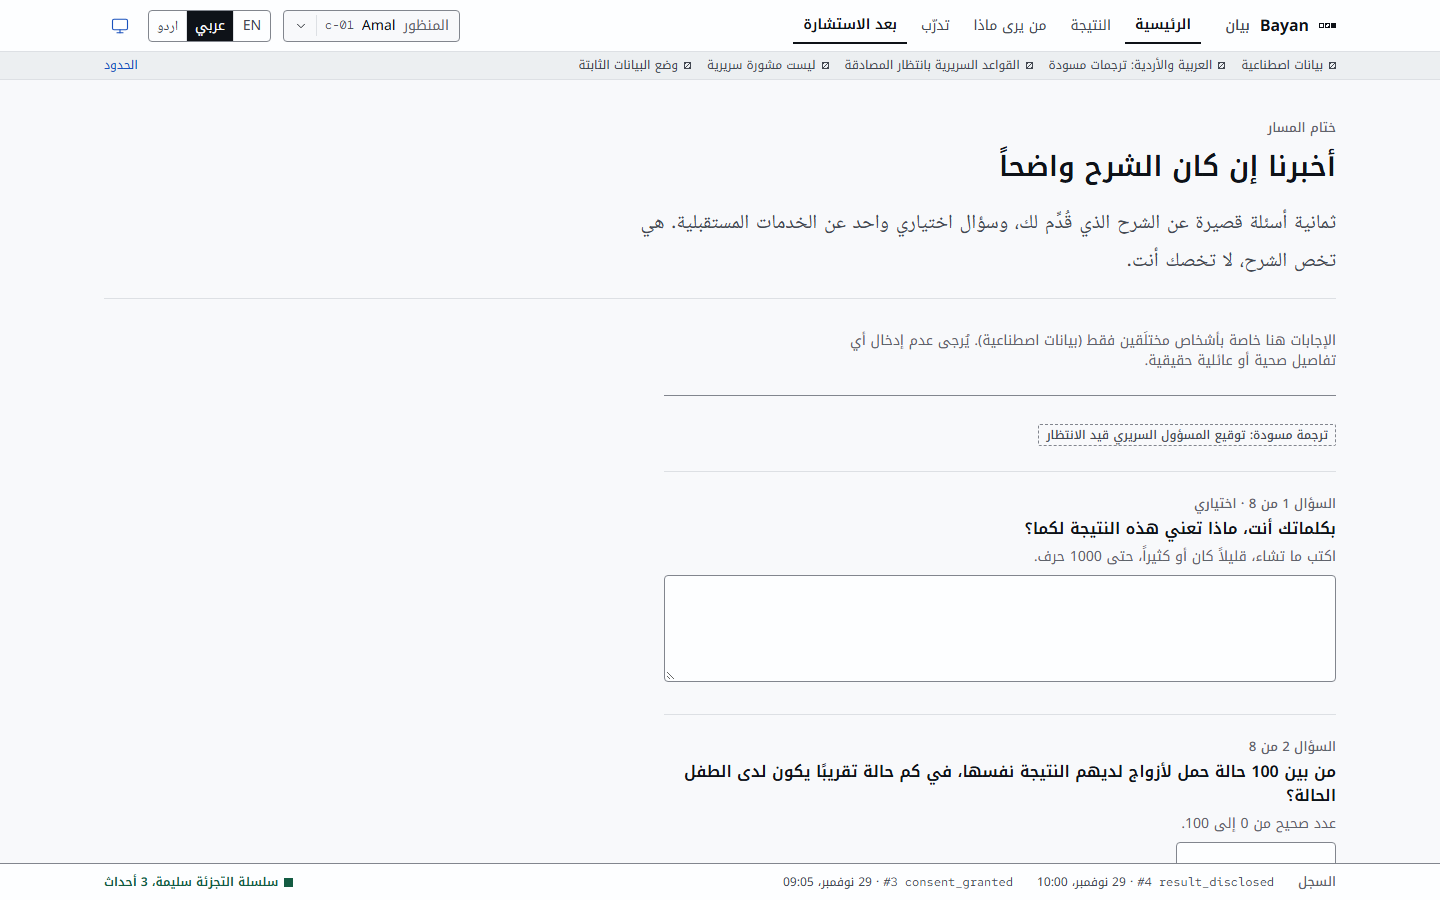 Bayan بيان
الرئيسية
النتيجة
من يرى ماذا
تدرّب
بعد الاستشارة
المنظور Amal c-01
EN عربي اردو
بيانات اصطناعية
العربية والأردية: ترجمات مسودة
القواعد السريرية بانتظار المصادقة
ليست مشورة سريرية
وضع البيانات الثابتة
الحدود
ختام المسار
أخبرنا إن كان الشرح واضحاً
ثمانية أسئلة قصيرة عن الشرح الذي قُدِّم لك، وسؤال اختياري واحد عن الخدمات المستقبلية. هي
تخص الشرح، لا تخصك أنت.
الإجابات هنا خاصة بأشخاص مختلَقين فقط (بيانات اصطناعية). يُرجى عدم إدخال أي
تفاصيل صحية أو عائلية حقيقية.
ترجمة مسودة: توقيع المسؤول السريري قيد الانتظار
السؤال 1 من 8 · اختياري
بكلماتك أنت، ماذا تعني هذه النتيجة لكما؟
اكتب ما تشاء، قليلاً كان أو كثيراً، حتى 1000 حرف.
السؤال 2 من 8
من بين 100 حالة حمل لأزواج لديهم النتيجة نفسها، في كم حالة تقريبًا يكون لدى الطفل
الحالة؟
عدد صحيح من 0 إلى 100.
السجل
result_disclosed #4 · 29 نوفمبر، 10:00
consent_granted #3 · 29 نوفمبر، 09:05
سلسلة التجزئة سليمة، 3 أحداث